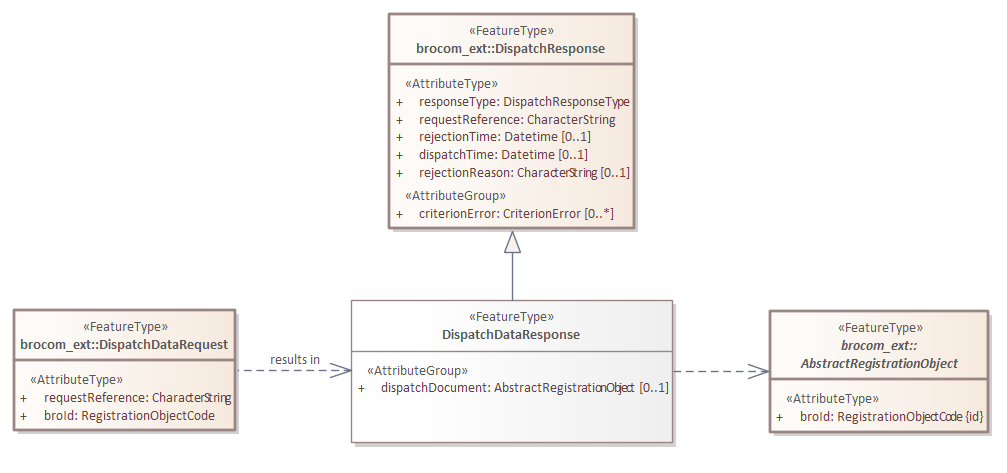 «FeatureType»
brocom_ext::DispatchResponse
«AttributeType»
+ responseType: DispatchResponseType
+ requestReference: CharacterString
+ rejectionTime: Datetime [0..1]
+ dispatchTime: Datetime [0..1]
+ rejectionReason: CharacterString [0..1]
«AttributeGroup»
+ criterionError: CriterionError [0..*]
«FeatureType»
brocom_ext::DispatchDataRequest
«AttributeType»
+ requestReference: CharacterString
+ broId: RegistrationObjectCode
results in
«FeatureType»
DispatchDataResponse
«AttributeGroup»
+ dispatchDocument: AbstractRegistrationObject [0..1]
«FeatureType»
brocom_ext::
AbstractRegistrationObject
«AttributeType»
+ broId: RegistrationObjectCode {id}